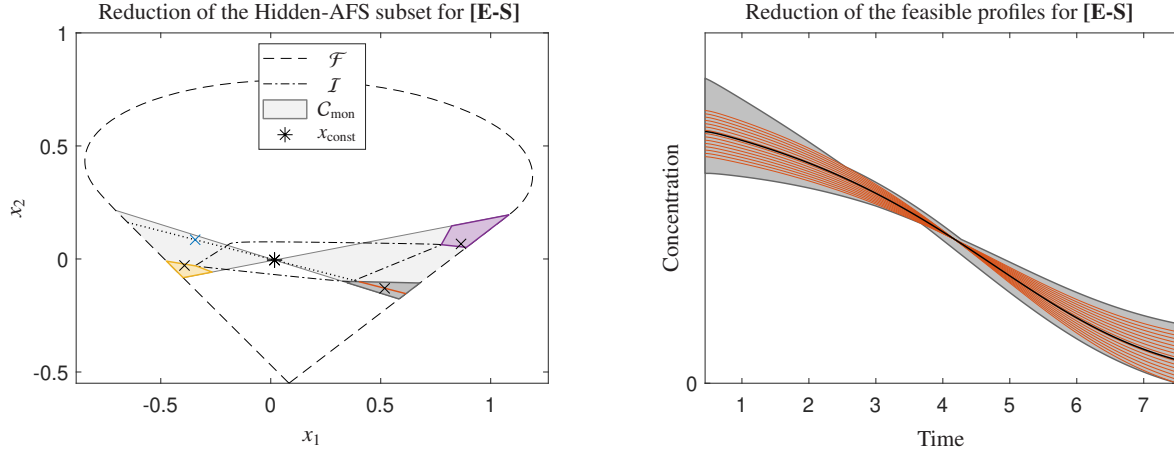 Reduction of the Hidden-AFS subset for [E-S]
1
0.5
0
-0.5
x₂
ℱ
ℐ
𝒞mon
xconst
-0.5
0
0.5
1
x₁
Reduction of the feasible profiles for [E-S]
Concentration
0
1
2
3
4
5
6
7
Time